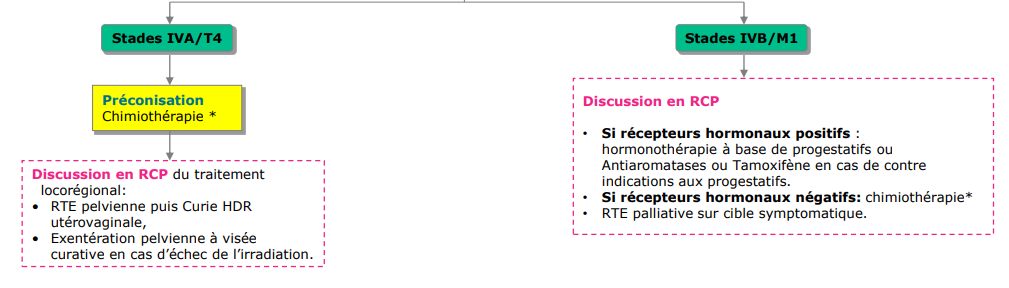 Stades IVA/T4
Préconisation
Chimiothérapie *
Discussion en RCP du traitement
locorégional:
• RTE pelvienne puis Curie HDR
utérovaginale,
• Exentération pelvienne à visée
curative en cas d'échec de l'irradiation.
Stades IVB/M1
Discussion en RCP
• Si récepteurs hormonaux positifs :
hormonothérapie à base de progestatifs ou
Antiaromatases ou Tamoxifène en cas de contre
indications aux progestatifs.
• Si récepteurs hormonaux négatifs: chimiothérapie*
• RTE palliative sur cible symptomatique.